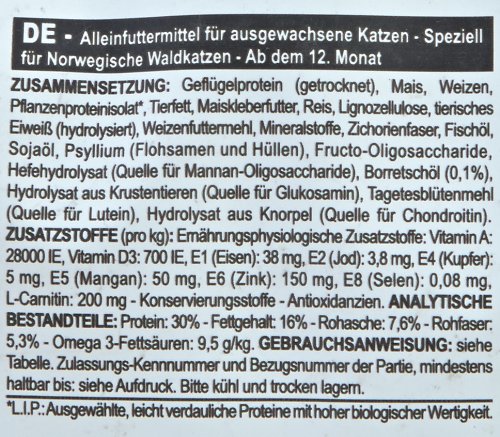 DE - Alleinfuttermittel für ausgewachsene Katzen - Speziell
für Norwegische Waldkatzen - Ab dem 12. Monat
ZUSAMMENSETZUNG: Geflügelprotein (getrocknet), Mais, Weizen,
Pflanzenproteinisolat*, Tierfett, Maiskleberfutter, Reis, Lignozellulose, tierisches
Eiweiß (hydrolysiert), Weizenfuttermehl, Mineralstoffe, Zichorienfaser, Fischöl,
Sojaöl, Psyllium (Flohsamen und Hüllen), Fructo-Oligosaccharide,
Hefehydrolysat (Quelle für Mannan-Oligosaccharide), Borretschöl (0,1%),
Hydrolysat aus Krustentieren (Quelle für Glukosamin), Tagetesblütenmehl
(Quelle für Lutein), Hydrolysat aus Knorpel (Quelle für Chondroitin).
ZUSATZSTOFFE (pro kg): Ernährungsphysiologische Zusatzstoffe: Vitamin A:
28000 IE, Vitamin D3: 700 IE, E1 (Eisen): 38 mg, E2 (Jod): 3,8 mg, E4 (Kupfer):
5 mg, E5 (Mangan): 50 mg, E6 (Zink): 150 mg, E8 (Selen): 0,08 mg,
L-Carnitin: 200 mg - Konservierungsstoffe - Antioxidanzien. ANALYTISCHE
BESTANDTEILE: Protein: 30% - Fettgehalt: 16% - Rohasche: 7,6% - Rohfaser:
5,3% - Omega 3-Fettsäuren: 9,5 g/kg. GEBRAUCHSANWEISUNG: siehe
Tabelle. Zulassungs-Kennnummer und Bezugsnummer der Partie, mindestens
haltbar bis: siehe Aufdruck. Bitte kühl und trocken lagern.
*L.I.P.: Ausgewählte, leicht verdauliche Proteine mit hoher biologischer Wertigkeit.